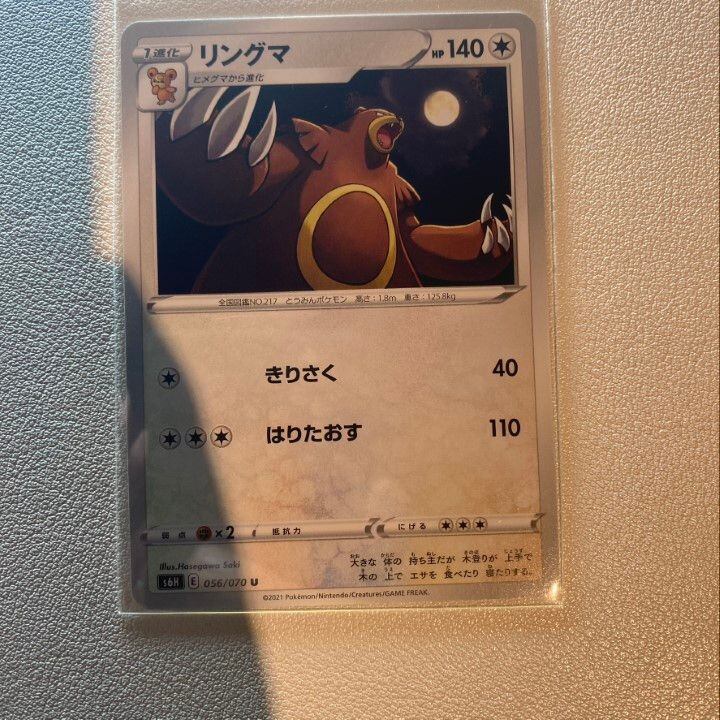 1進化 リングマ HP 140
ヒメグマから進化
全国図鑑NO.217 とうみんポケモン 高さ:1.8m 重さ:125.8kg
きりさく 40
はりたおす 110
弱点 ×2 抵抗力 にげる
Illus.Hasegawa Saki
大きな体の持ち主だが木登りが上手で
木の上でエサを食べたり寝たりする。
s6H E 056/070 U
©2021 Pokémon/Nintendo/Creatures/GAME FREAK.